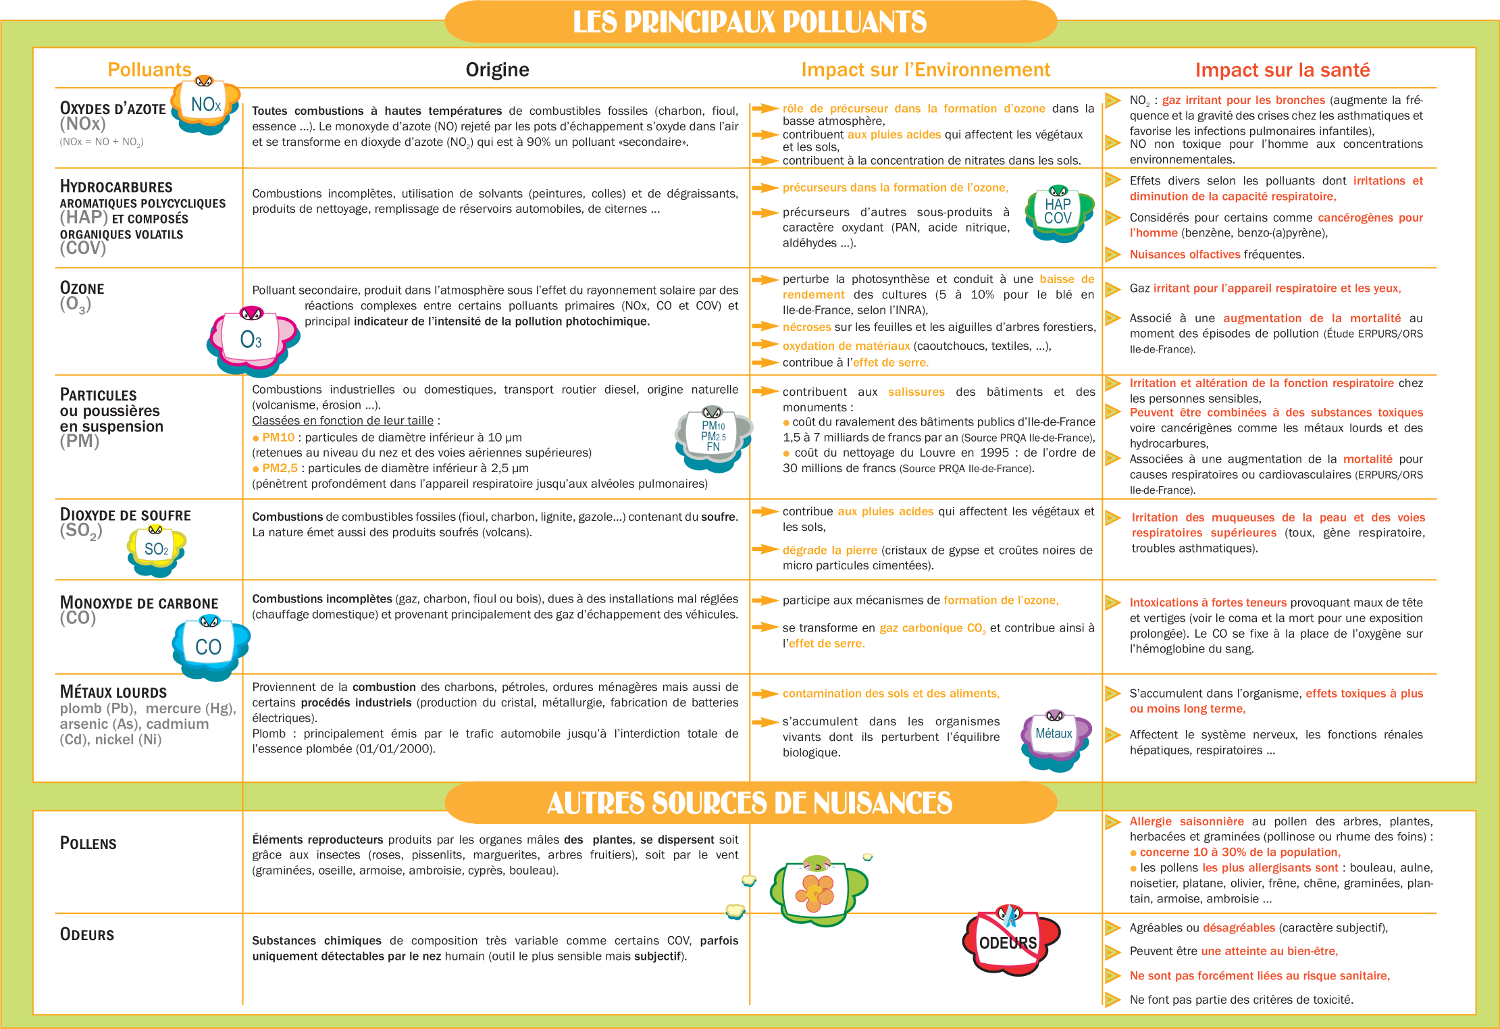 LES PRINCIPAUX POLLUANTS
Polluants
Origine
Impact sur l'Environnement
Impact sur la santé
OXYDES D'AZOTE
(NOx)
(NOx = NO + NO2)
NOx
Toutes combustions à hautes températures de combustibles fossiles (charbon, fioul,
essence ...). Le monoxyde d'azote (NO) rejeté par les pots d'échappement s'oxyde dans l'air
et se transforme en dioxyde d'azote (NO2) qui est à 90% un polluant «secondaire».
rôle de précurseur dans la formation d'ozone dans la
basse atmosphère,
contribuent aux pluies acides qui affectent les végétaux
et les sols,
contribuent à la concentration de nitrates dans les sols.
NO2 : gaz irritant pour les bronches (augmente la fré-
quence et la gravité des crises chez les asthmatiques et
favorise les infections pulmonaires infantiles),
NO non toxique pour l'homme aux concentrations
environnementales.
HYDROCARBURES
AROMATIQUES POLYCYCLIQUES
(HAP) ET COMPOSÉS
ORGANIQUES VOLATILS
(COV)
Combustions incomplètes, utilisation de solvants (peintures, colles) et de dégraissants,
produits de nettoyage, remplissage de réservoirs automobiles, de citernes ...
précurseurs dans la formation de l'ozone,
précurseurs d'autres sous-produits à
caractère oxydant (PAN, acide nitrique,
aldéhydes ...).
HAP
COV
Effets divers selon les polluants dont irritations et
diminution de la capacité respiratoire,
Considérés pour certains comme cancérogènes pour
l'homme (benzène, benzo-(a)pyrène),
Nuisances olfactives fréquentes.
OZONE
(O3)
O3
Polluant secondaire, produit dans l'atmosphère sous l'effet du rayonnement solaire par des
réactions complexes entre certains polluants primaires (NOx, CO et COV) et
principal indicateur de l'intensité de la pollution photochimique.
perturbe la photosynthèse et conduit à une baisse de
rendement des cultures (5 à 10% pour le blé en
Ile-de-France, selon l'INRA),
nécroses sur les feuilles et les aiguilles d'arbres forestiers,
oxydation de matériaux (caoutchoucs, textiles, ...),
contribue à l'effet de serre.
Gaz irritant pour l'appareil respiratoire et les yeux,
Associé à une augmentation de la mortalité au
moment des épisodes de pollution (Étude ERPURS/ORS
Ile-de-France).
PARTICULES
ou poussières
en suspension
(PM)
Combustions industrielles ou domestiques, transport routier diesel, origine naturelle
(volcanisme, érosion ...).
Classées en fonction de leur taille :
● PM10 : particules de diamètre inférieur à 10 µm
(retenues au niveau du nez et des voies aériennes supérieures)
● PM2,5 : particules de diamètre inférieur à 2,5 µm
(pénètrent profondément dans l'appareil respiratoire jusqu'aux alvéoles pulmonaires)
PM10
PM2.5
FN
contribuent aux salissures des bâtiments et des
monuments :
● coût du ravalement des bâtiments publics d'Ile-de-France
1,5 à 7 milliards de francs par an (Source PRQA Ile-de-France),
● coût du nettoyage du Louvre en 1995 : de l'ordre de
30 millions de francs (Source PRQA Ile-de-France).
Irritation et altération de la fonction respiratoire chez
les personnes sensibles,
Peuvent être combinées à des substances toxiques
voire cancérigènes comme les métaux lourds et des
hydrocarbures,
Associées à une augmentation de la mortalité pour
causes respiratoires ou cardiovasculaires (ERPURS/ORS
Ile-de-France).
DIOXYDE DE SOUFRE
(SO2)
SO2
Combustions de combustibles fossiles (fioul, charbon, lignite, gazole...) contenant du soufre.
La nature émet aussi des produits soufrés (volcans).
contribue aux pluies acides qui affectent les végétaux et
les sols,
dégrade la pierre (cristaux de gypse et croûtes noires de
micro particules cimentées).
Irritation des muqueuses de la peau et des voies
respiratoires supérieures (toux, gène respiratoire,
troubles asthmatiques).
MONOXYDE DE CARBONE
(CO)
CO
Combustions incomplètes (gaz, charbon, fioul ou bois), dues à des installations mal réglées
(chauffage domestique) et provenant principalement des gaz d'échappement des véhicules.
participe aux mécanismes de formation de l'ozone,
se transforme en gaz carbonique CO2 et contribue ainsi à
l'effet de serre.
Intoxications à fortes teneurs provoquant maux de tête
et vertiges (voir le coma et la mort pour une exposition
prolongée). Le CO se fixe à la place de l'oxygène sur
l'hémoglobine du sang.
MÉTAUX LOURDS
plomb (Pb), mercure (Hg),
arsenic (As), cadmium
(Cd), nickel (Ni)
Proviennent de la combustion des charbons, pétroles, ordures ménagères mais aussi de
certains procédés industriels (production du cristal, métallurgie, fabrication de batteries
électriques).
Plomb : principalement émis par le trafic automobile jusqu'à l'interdiction totale de
l'essence plombée (01/01/2000).
contamination des sols et des aliments,
s'accumulent dans les organismes
vivants dont ils perturbent l'équilibre
biologique.
Métaux
S'accumulent dans l'organisme, effets toxiques à plus
ou moins long terme,
Affectent le système nerveux, les fonctions rénales
hépatiques, respiratoires ...
AUTRES SOURCES DE NUISANCES
POLLENS
Éléments reproducteurs produits par les organes mâles des plantes, se dispersent soit
grâce aux insectes (roses, pissenlits, marguerites, arbres fruitiers), soit par le vent
(graminées, oseille, armoise, ambroisie, cyprès, bouleau).
Allergie saisonnière au pollen des arbres, plantes,
herbacées et graminées (pollinose ou rhume des foins) :
● concerne 10 à 30% de la population,
● les pollens les plus allergisants sont : bouleau, aulne,
noisetier, platane, olivier, frêne, chêne, graminées, plan-
tain, armoise, ambroisie ...
ODEURS
Substances chimiques de composition très variable comme certains COV, parfois
uniquement détectables par le nez humain (outil le plus sensible mais subjectif).
ODEURS
Agréables ou désagréables (caractère subjectif),
Peuvent être une atteinte au bien-être,
Ne sont pas forcément liées au risque sanitaire,
Ne font pas partie des critères de toxicité.